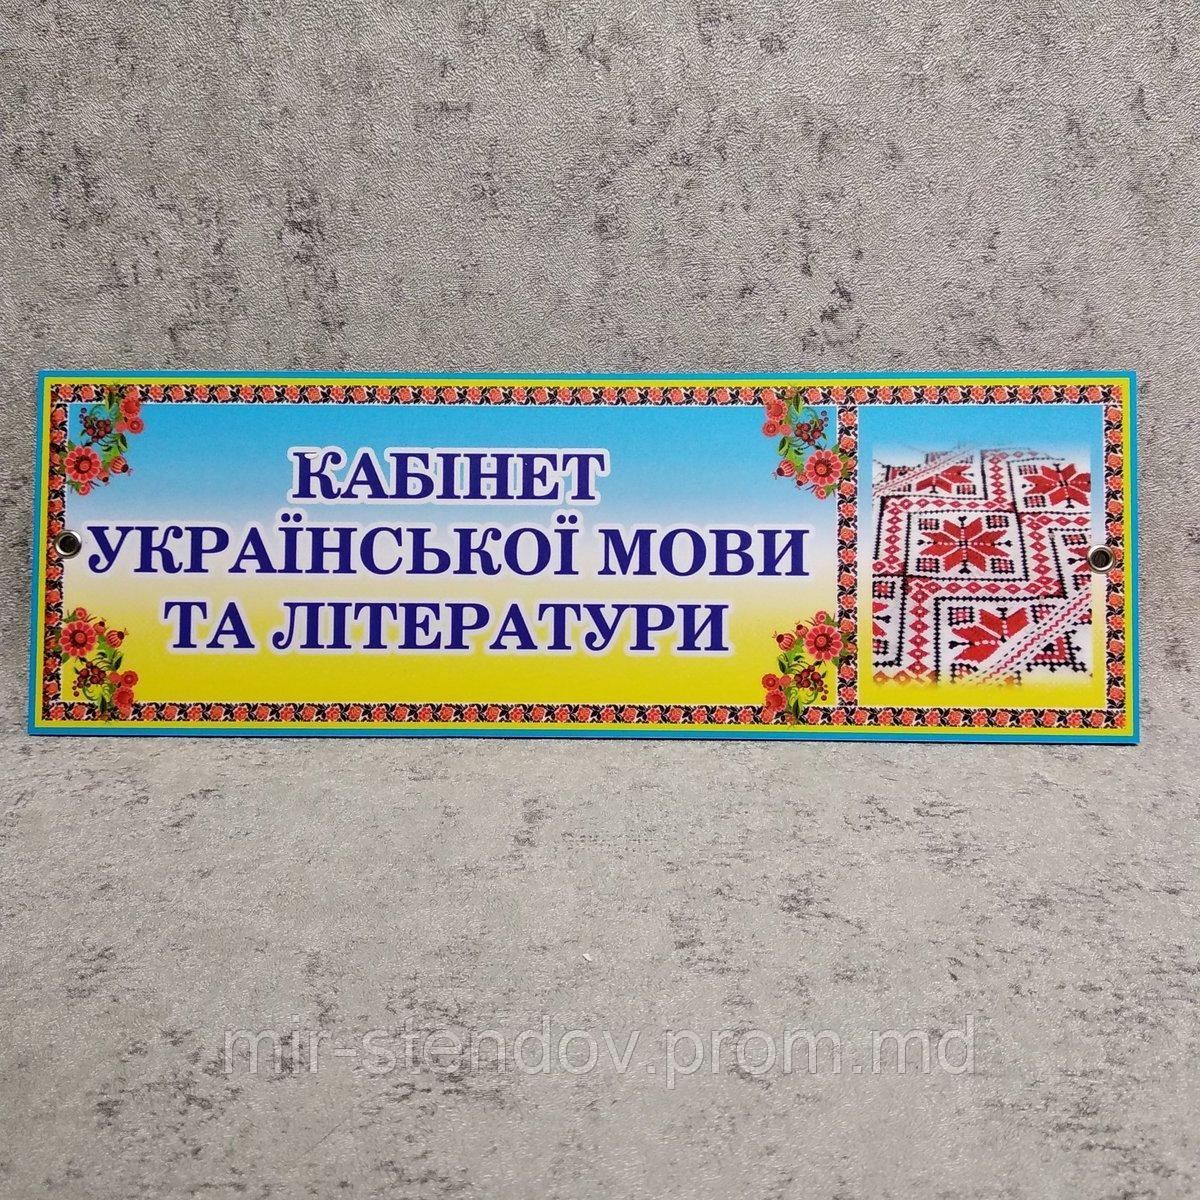 КАБІНЕТ
УКРАЇНСЬКОЇ МОВИ
ТА ЛІТЕРАТУРИ
mir-stendov.prom.md